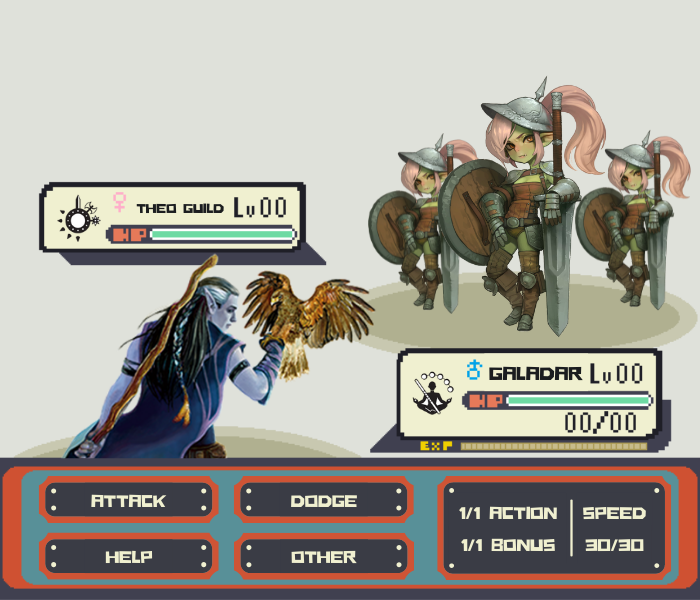 THEO GUILD Lv00
HP
GALADAR Lv00
HP
00/00
EXP
ATTACK
DODGE
HELP
OTHER
1/1 ACTION
SPEED
1/1 BONUS
30/30